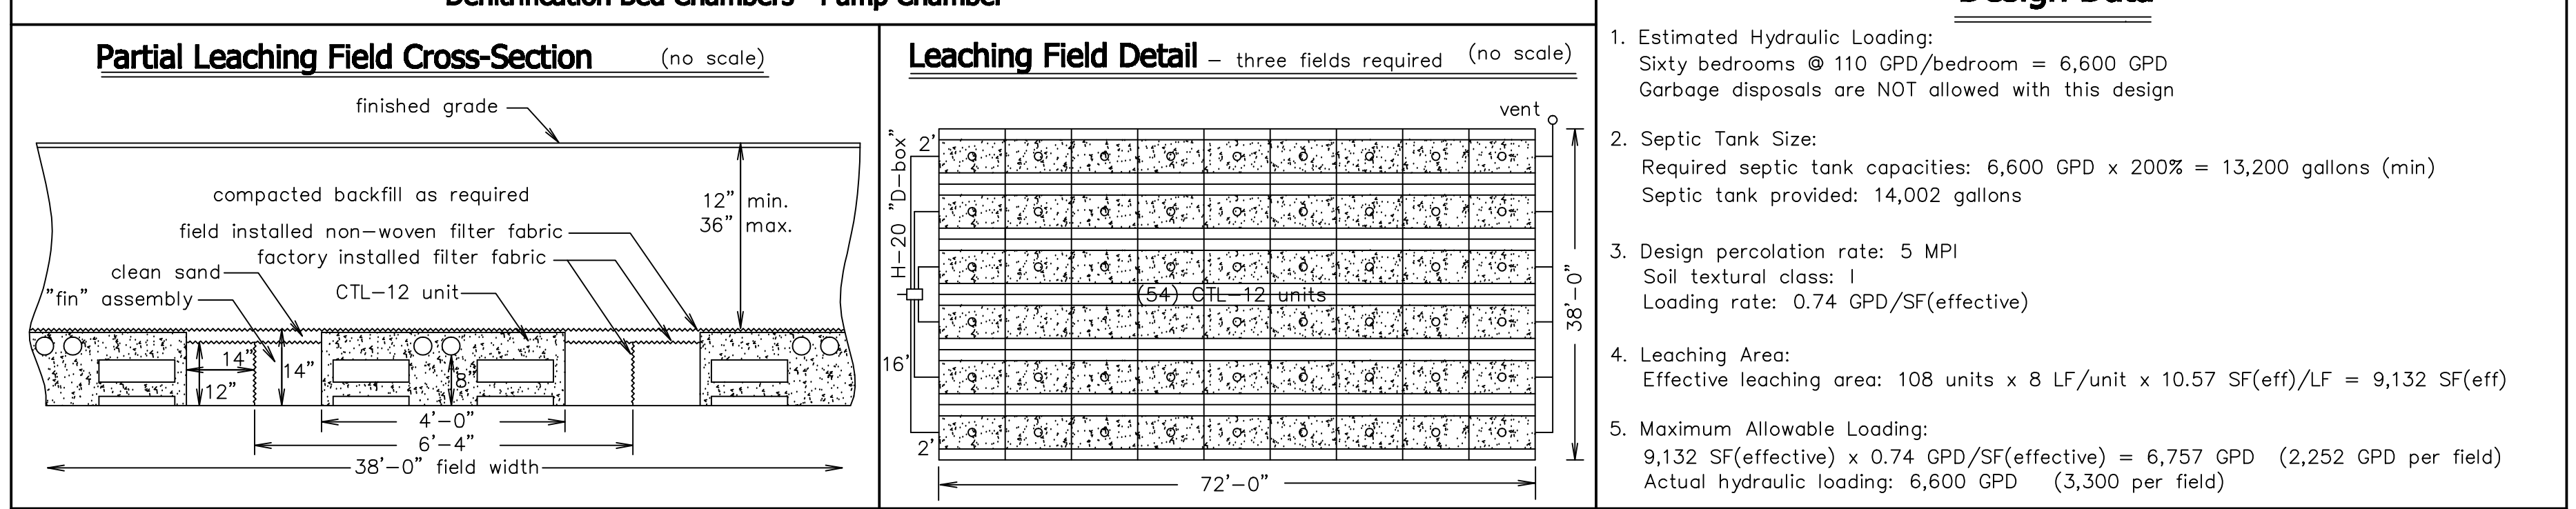 Denitrification Bed Chambers - Pump Chamber
Partial Leaching Field Cross-Section (no scale)
finished grade
compacted backfill as required
12" min.
36" max.
field installed non-woven filter fabric
factory installed filter fabric
clean sand
"fin" assembly
CTL-12 unit
14"
14"
12"
8"
4'-0"
6'-4"
38'-0" field width
Leaching Field Detail - three fields required (no scale)
vent
H-20 "D-box"
2'
(54) CTL-12 units
16'
2'
38'-0"
72'-0"
Design Data
1. Estimated Hydraulic Loading:
Sixty bedrooms @ 110 GPD/bedroom = 6,600 GPD
Garbage disposals are NOT allowed with this design
2. Septic Tank Size:
Required septic tank capacities: 6,600 GPD x 200% = 13,200 gallons (min)
Septic tank provided: 14,002 gallons
3. Design percolation rate: 5 MPI
Soil textural class: I
Loading rate: 0.74 GPD/SF(effective)
4. Leaching Area:
Effective leaching area: 108 units x 8 LF/unit x 10.57 SF(eff)/LF = 9,132 SF(eff)
5. Maximum Allowable Loading:
9,132 SF(effective) x 0.74 GPD/SF(effective) = 6,757 GPD (2,252 GPD per field)
Actual hydraulic loading: 6,600 GPD (3,300 per field)